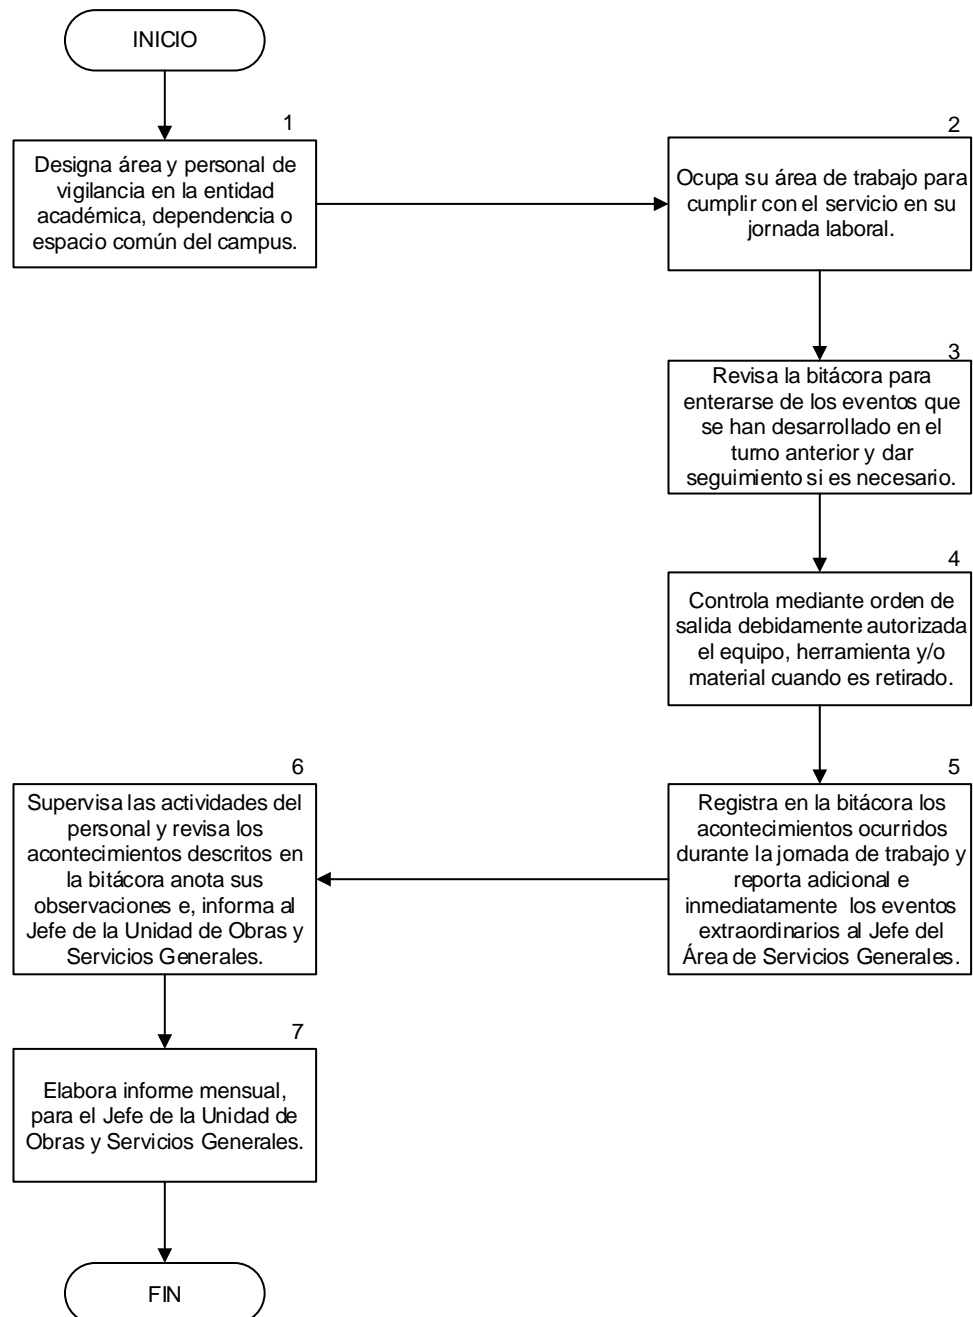 INICIO
1
Designa área y personal de
vigilancia en la entidad
académica, dependencia o
espacio común del campus.
2
Ocupa su área de trabajo para
cumplir con el servicio en su
jornada laboral.
3
Revisa la bitácora para
enterarse de los eventos que
se han desarrollado en el
turno anterior y dar
seguimiento si es necesario.
4
Controla mediante orden de
salida debidamente autorizada
el equipo, herramienta y/o
material cuando es retirado.
5
Registra en la bitácora los
acontecimientos ocurridos
durante la jornada de trabajo y
reporta adicional e
inmediatamente los eventos
extraordinarios al Jefe del
Área de Servicios Generales.
6
Supervisa las actividades del
personal y revisa los
acontecimientos descritos en
la bitácora anota sus
observaciones e, informa al
Jefe de la Unidad de Obras y
Servicios Generales.
7
Elabora informe mensual,
para el Jefe de la Unidad de
Obras y Servicios Generales.
FIN